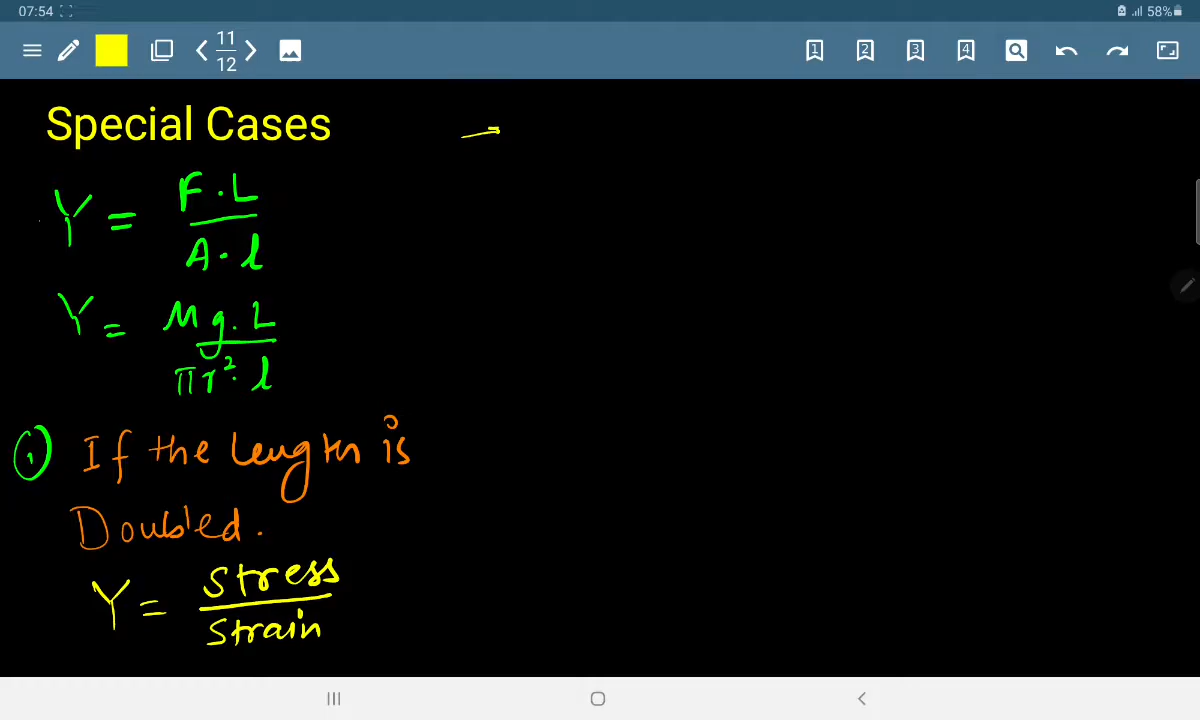 07:54
58%
11
12
1 2 3 4
Special Cases
Y = F.L
A.l
Y = Mg.L
πr².l
① If the Length is
Doubled.
Y = Stress
Strain